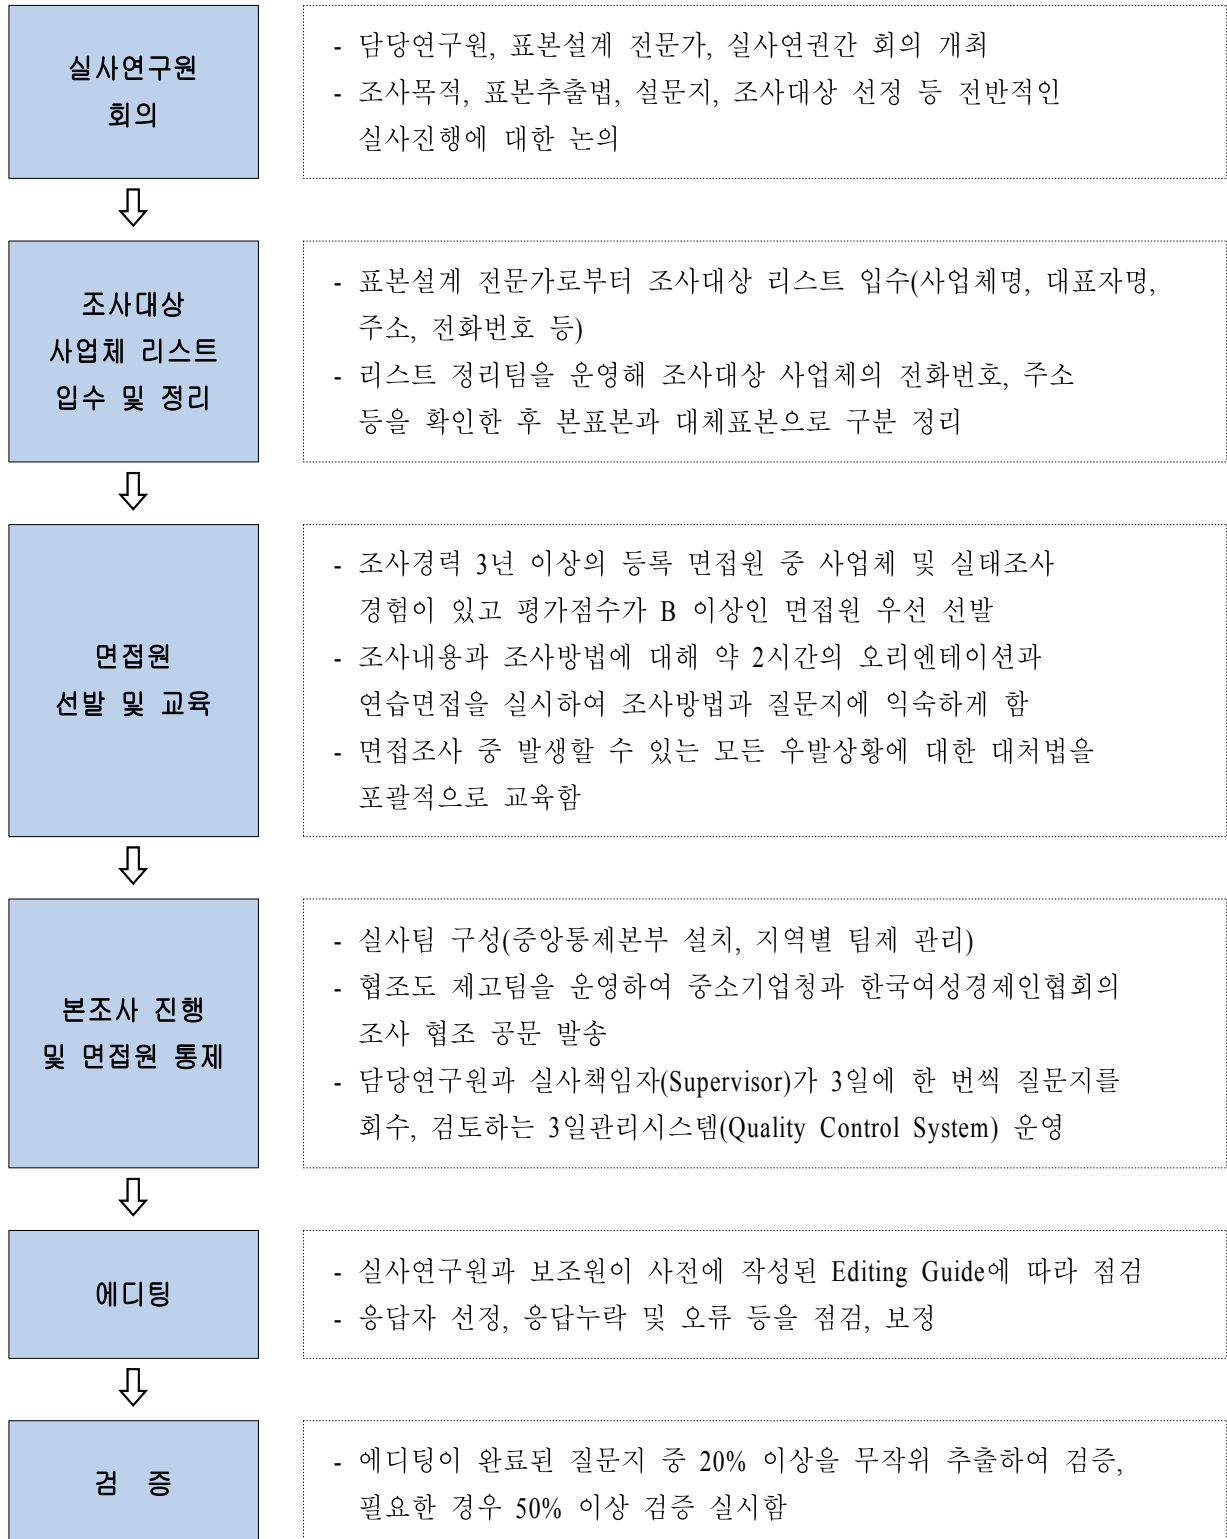 실사연구원
회의
- 담당연구원, 표본설계 전문가, 실사연권간 회의 개최
- 조사목적, 표본추출법, 설문지, 조사대상 선정 등 전반적인
실사진행에 대한 논의
조사대상
사업체 리스트
입수 및 정리
- 표본설계 전문가로부터 조사대상 리스트 입수(사업체명, 대표자명,
주소, 전화번호 등)
- 리스트 정리팀을 운영해 조사대상 사업체의 전화번호, 주소
등을 확인한 후 본표본과 대체표본으로 구분 정리
면접원
선발 및 교육
- 조사경력 3년 이상의 등록 면접원 중 사업체 및 실태조사
경험이 있고 평가점수가 B 이상인 면접원 우선 선발
- 조사내용과 조사방법에 대해 약 2시간의 오리엔테이션과
연습면접을 실시하여 조사방법과 질문지에 익숙하게 함
- 면접조사 중 발생할 수 있는 모든 우발상황에 대한 대처법을
포괄적으로 교육함
본조사 진행
및 면접원 통제
- 실사팀 구성(중앙통제본부 설치, 지역별 팀제 관리)
- 협조도 제고팀을 운영하여 중소기업청과 한국여성경제인협회의
조사 협조 공문 발송
- 담당연구원과 실사책임자(Supervisor)가 3일에 한 번씩 질문지를
회수, 검토하는 3일관리시스템(Quality Control System) 운영
에디팅
- 실사연구원과 보조원이 사전에 작성된 Editing Guide에 따라 점검
- 응답자 선정, 응답누락 및 오류 등을 점검, 보정
검 증
- 에디팅이 완료된 질문지 중 20% 이상을 무작위 추출하여 검증,
필요한 경우 50% 이상 검증 실시함